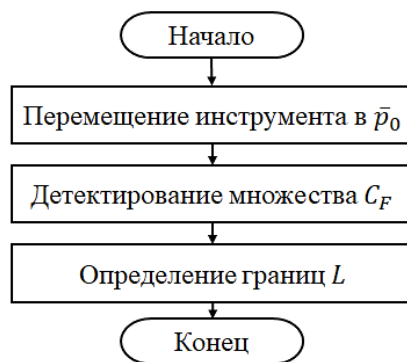 Начало
Перемещение инструмента в p̄₀
Детектирование множества C_F
Определение границ L
Конец